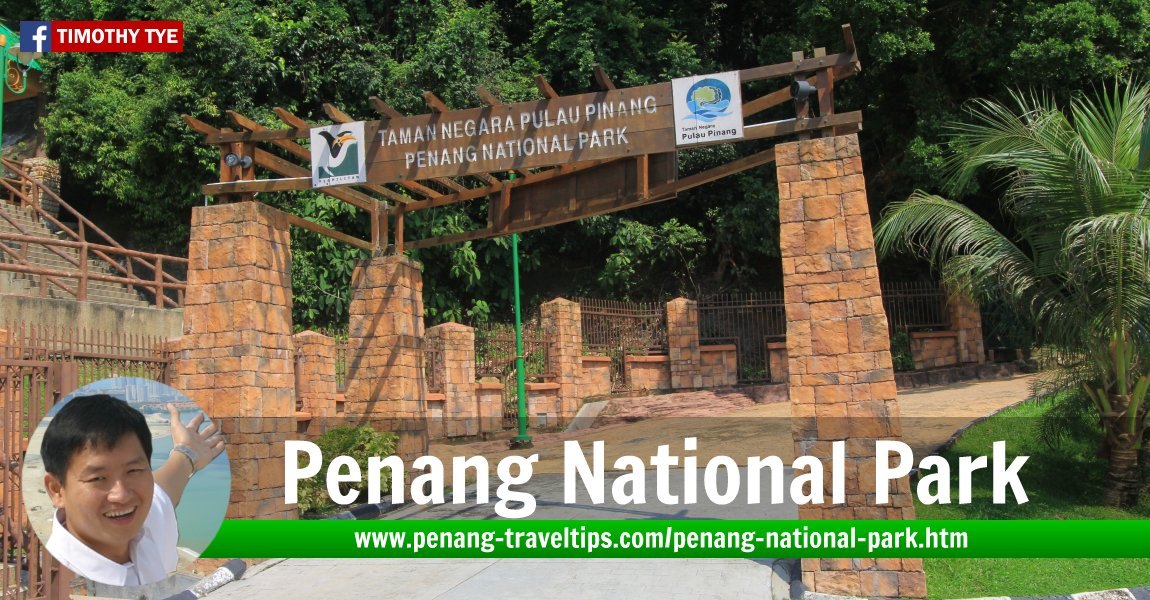 TIMOTHY TYE
TAMAN NEGARA PULAU PINANG
PENANG NATIONAL PARK
Taman Negara
Pulau Pinang
Penang National Park
www.penang-traveltips.com/penang-national-park.htm